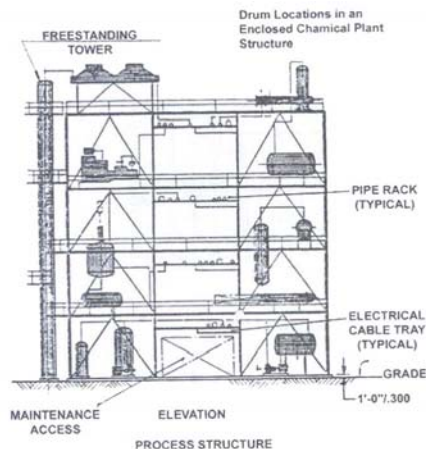 Drum Locations in an
Enclosed Chamical Plant
Structure
FREESTANDING
TOWER
PIPE RACK
(TYPICAL)
ELECTRICAL
CABLE TRAY
(TYPICAL)
GRADE
1'-0"/.300
MAINTENANCE
ACCESS
ELEVATION
PROCESS STRUCTURE